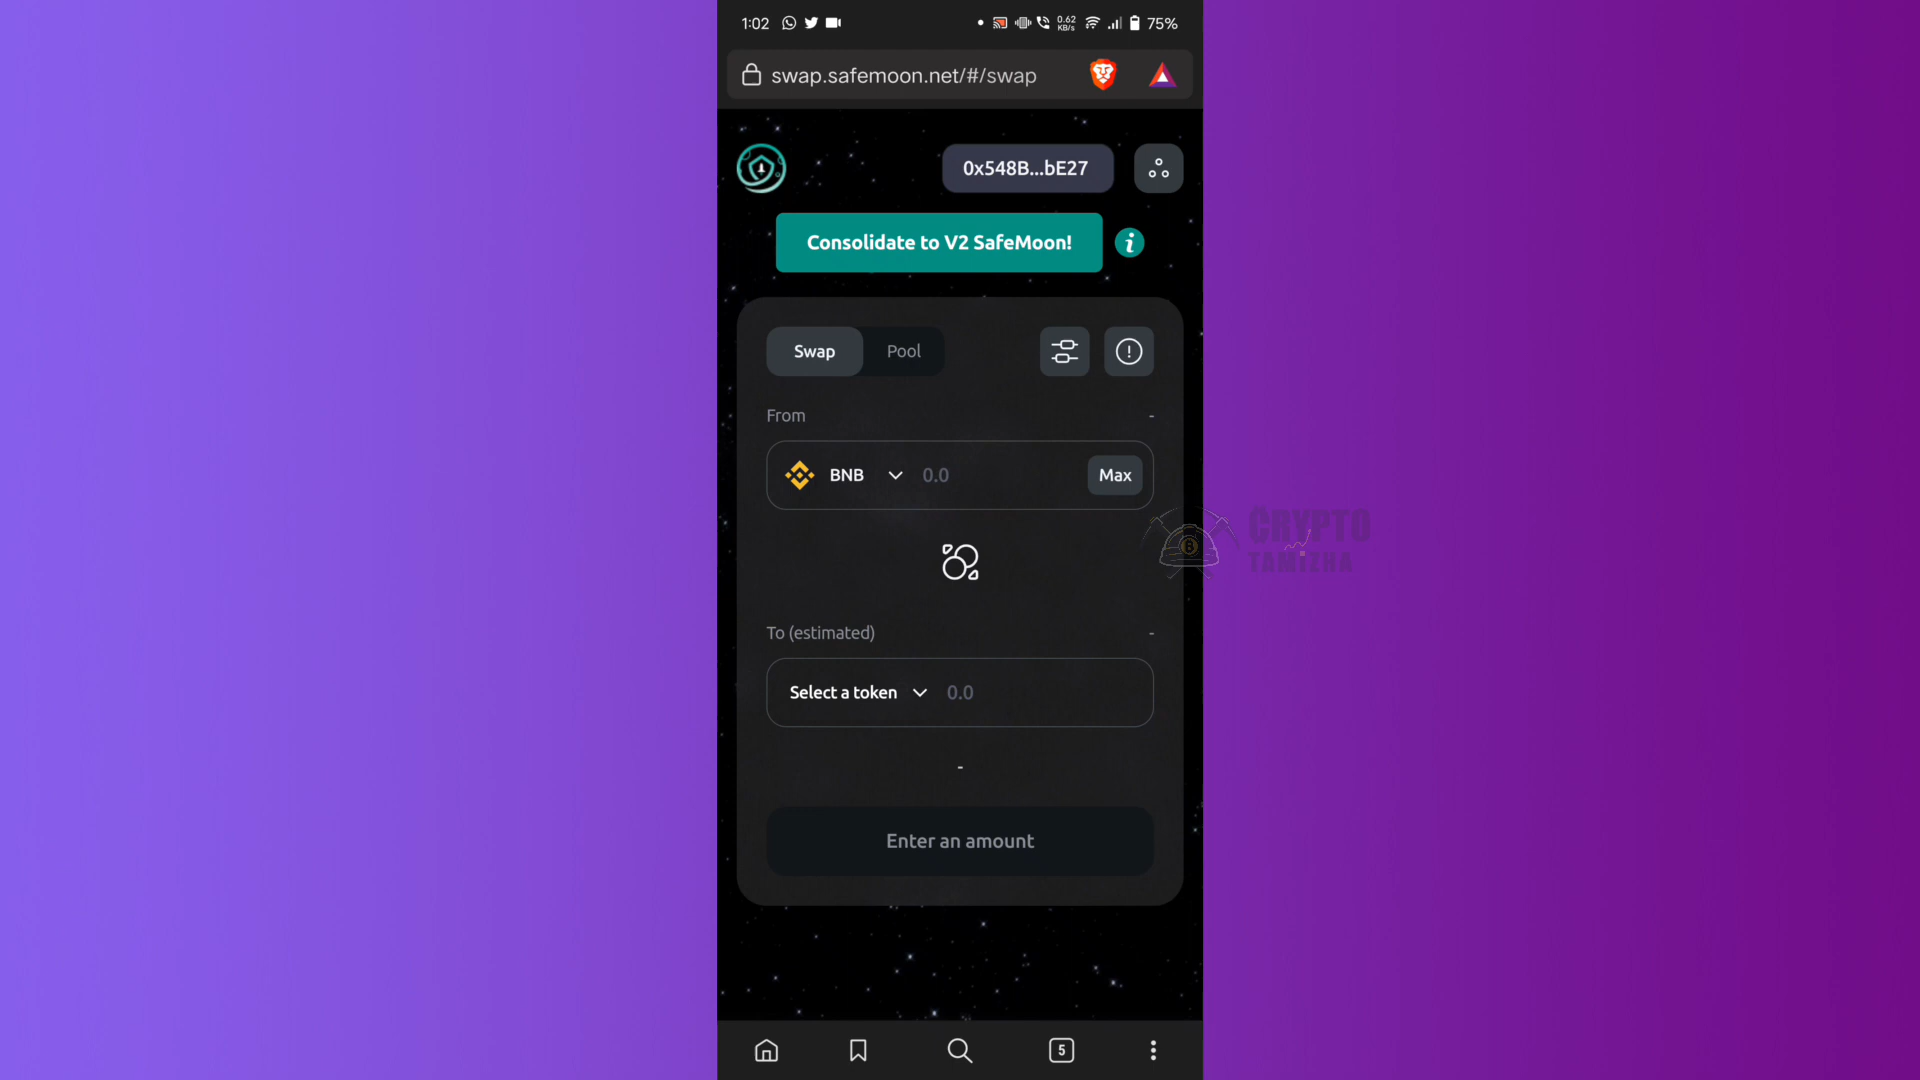 1:02
0.62
KB/s
75%
swap.safemoon.net/#/swap
0x548B...bE27
Consolidate to V2 SafeMoon!
i
Swap
Pool
From
-
BNB
0.0
Max
CRYPTO
TAMIZHA
To (estimated)
-
Select a token
0.0
-
Enter an amount
5